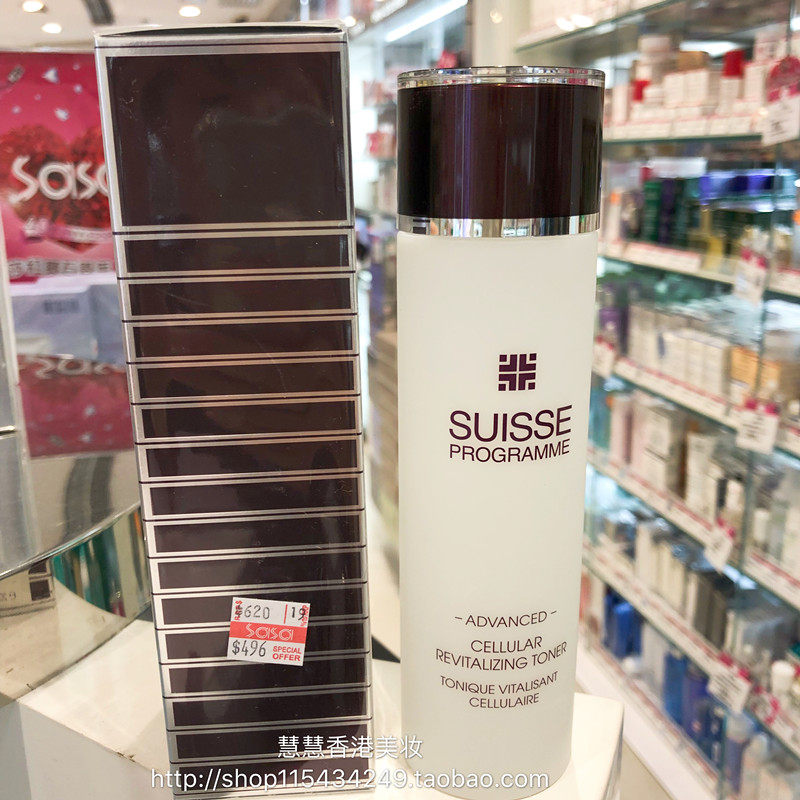 sasa
SUISSE
PROGRAMME
- ADVANCED -
CELLULAR
REVITALIZING TONER
TONIQUE VITALISANT
CELLULAIRE
$620 19
sasa
$496 SPECIAL
OFFER
慧慧香港美妆
http://shop115434249.taobao.com